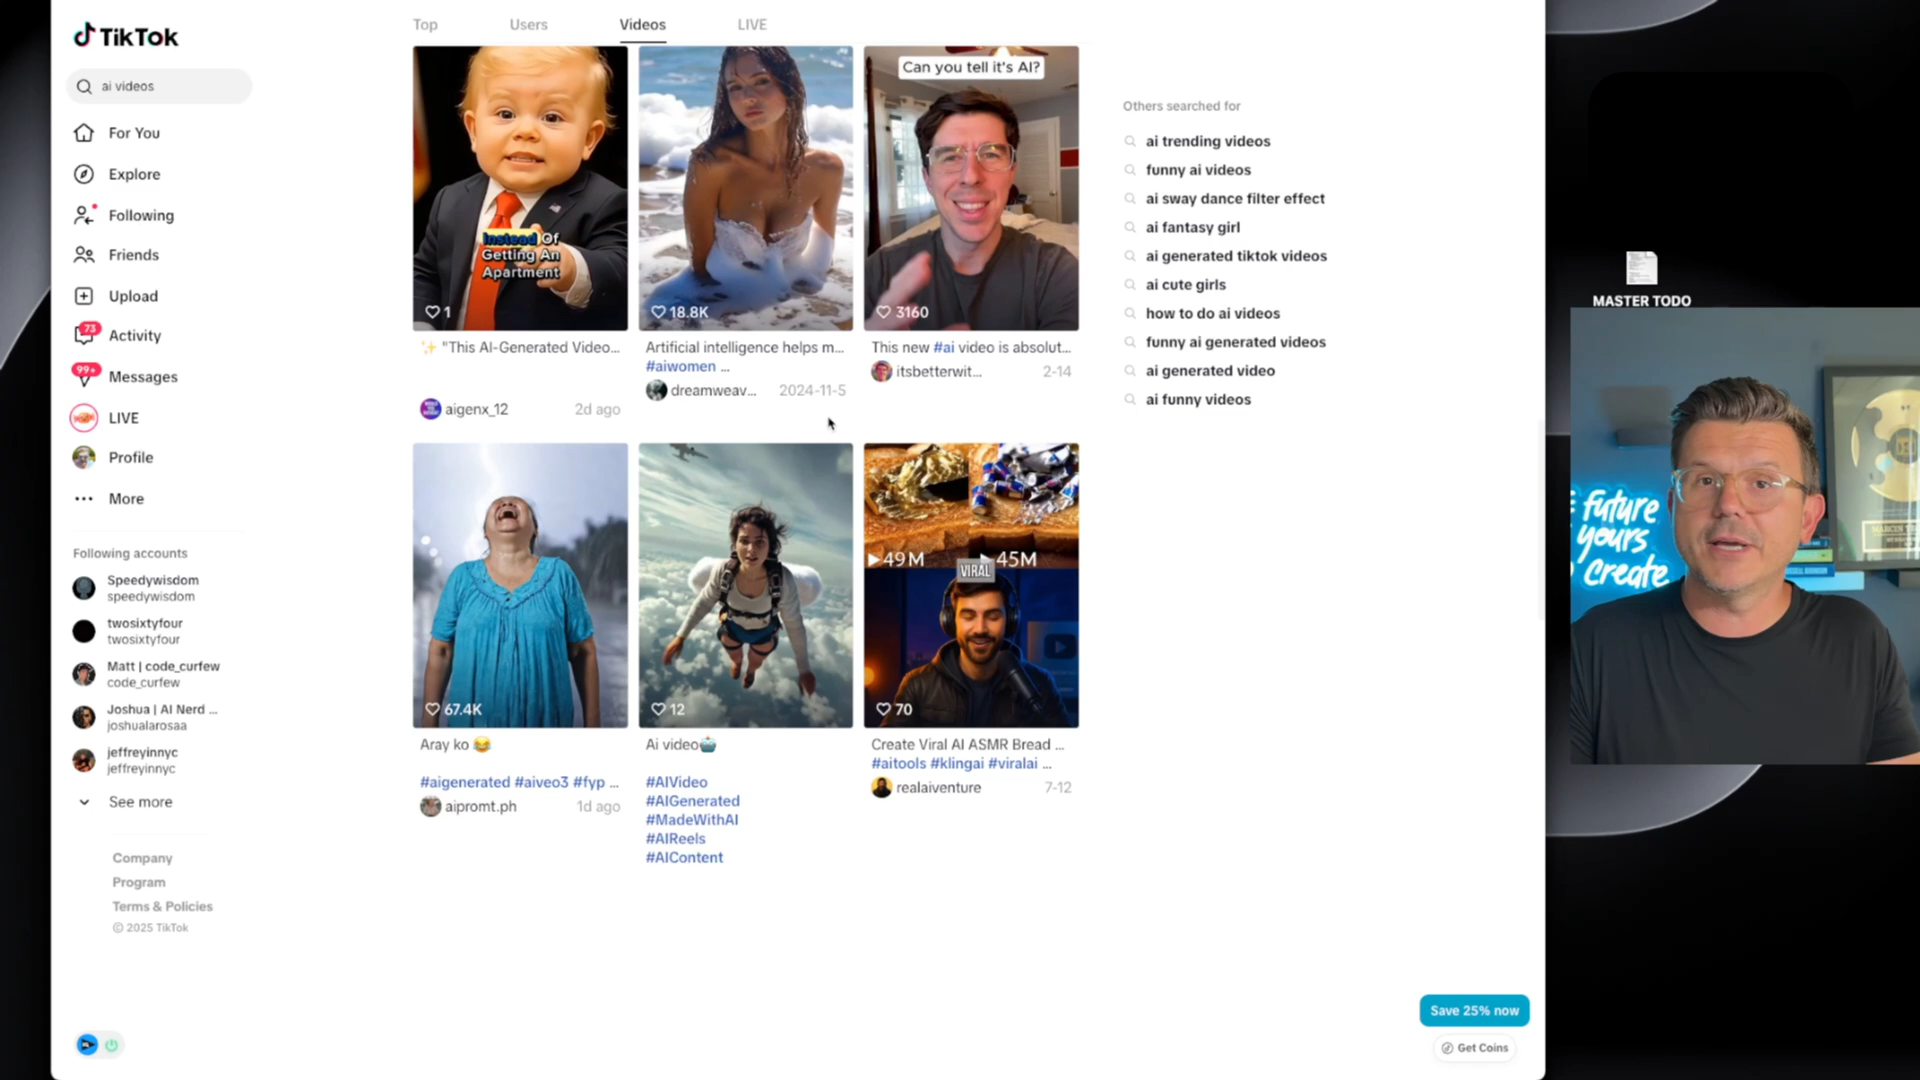 TikTok
ai videos
For You
Explore
Following
Friends
Upload
73
Activity
99+
Messages
LIVE
Profile
More
Following accounts
Speedywisdom
speedywisdom
twosixtyfour
twosixtyfour
Matt | code_curfew
code_curfew
Joshua | AI Nerd ...
joshualarosaa
jeffreyinnyc
jeffreyinnyc
See more
Company
Program
Terms & Policies
© 2025 TikTok
Top
Users
Videos
LIVE
Instead Of
Getting An
Apartment
1
✨ "This AI-Generated Video...
aigenx_12
2d ago
18.8K
Artificial intelligence helps m...
#aiwomen ...
dreamweav...
2024-11-5
Can you tell it's AI?
3160
This new #ai video is absolut...
itsbetterwit...
2-14
67.4K
Aray ko 😂
#aigenerated #aiveo3 #fyp ...
aipromt.ph
1d ago
12
Ai video🤖
#AIVideo
#AIGenerated
#MadeWithAI
#AIReels
#AIContent
49M
45M
VIRAL
70
Create Viral AI ASMR Bread ...
#aitools #klingai #viralai ...
realaiventure
7-12
Others searched for
ai trending videos
funny ai videos
ai sway dance filter effect
ai fantasy girl
ai generated tiktok videos
ai cute girls
how to do ai videos
funny ai generated videos
ai generated video
ai funny videos
Save 25% now
Get Coins
MASTER TODO
future
yours
Create